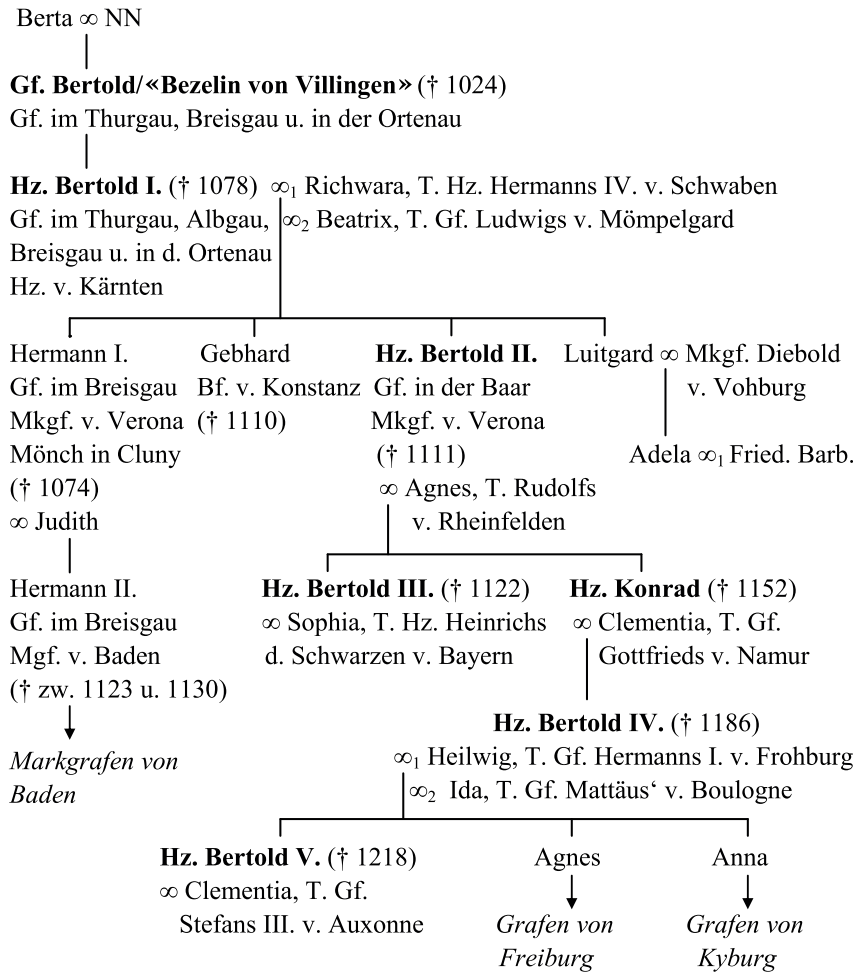 Berta ∞ NN
Gf. Bertold/«Bezelin von Villingen» († 1024)
Gf. im Thurgau, Breisgau u. in der Ortenau
Hz. Bertold I. († 1078) ∞₁ Richwara, T. Hz. Hermanns IV. v. Schwaben
Gf. im Thurgau, Albgau, ∞₂ Beatrix, T. Gf. Ludwigs v. Mömpelgard
Breisgau u. in d. Ortenau
Hz. v. Kärnten
Hermann I.
Gf. im Breisgau
Mkgf. v. Verona
Mönch in Cluny
(† 1074)
∞ Judith
Gebhard
Bf. v. Konstanz
(† 1110)
Hz. Bertold II.
Gf. in der Baar
Mkgf. v. Verona
(† 1111)
∞ Agnes, T. Rudolfs
v. Rheinfelden
Luitgard ∞ Mkgf. Diebold
v. Vohburg
Adela ∞₁ Fried. Barb.
Hermann II.
Gf. im Breisgau
Mgf. v. Baden
(† zw. 1123 u. 1130)
Markgrafen von
Baden
Hz. Bertold III. († 1122)
∞ Sophia, T. Hz. Heinrichs
d. Schwarzen v. Bayern
Hz. Konrad († 1152)
∞ Clementia, T. Gf.
Gottfrieds v. Namur
Hz. Bertold IV. († 1186)
∞₁ Heilwig, T. Gf. Hermanns I. v. Frohburg
∞₂ Ida, T. Gf. Mattäus‘ v. Boulogne
Hz. Bertold V. († 1218)
∞ Clementia, T. Gf.
Stefans III. v. Auxonne
Agnes
Grafen von
Freiburg
Anna
Grafen von
Kyburg